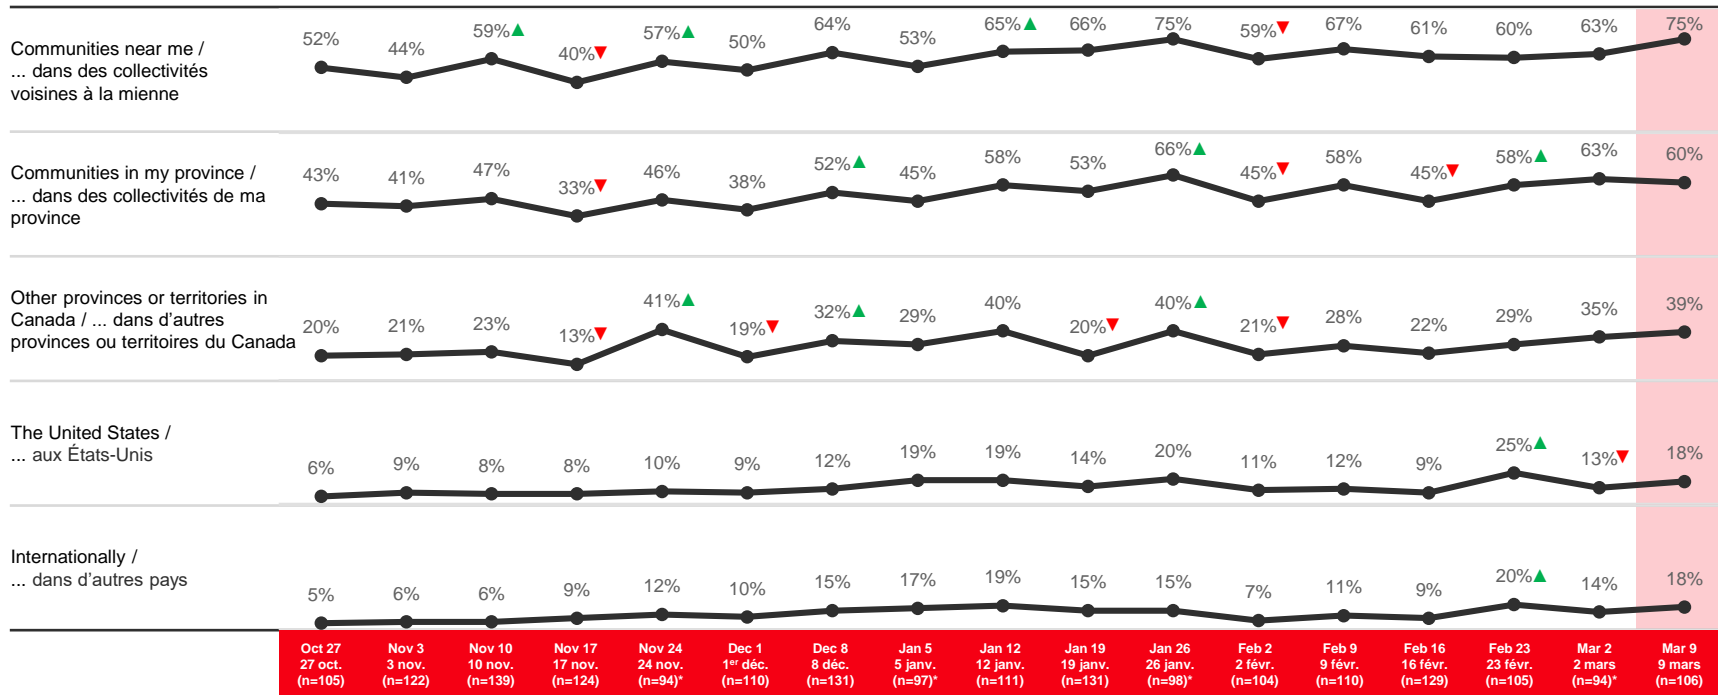 Communities near me /
... dans des collectivités
voisines à la mienne
52% 44% 59%▲ 40%▼ 57%▲ 50% 64% 53% 65%▲ 66% 75% 59%▼ 67% 61% 60% 63% 75%
Communities in my province /
... dans des collectivités de ma
province
43% 41% 47% 33%▼ 46% 38% 52%▲ 45% 58% 53% 66%▲ 45%▼ 58% 45%▼ 58%▲ 63% 60%
Other provinces or territories in
Canada / ... dans d'autres
provinces ou territoires du Canada
20% 21% 23% 13%▼ 41%▲ 19%▼ 32%▲ 29% 40% 20%▼ 40%▲ 21%▼ 28% 22% 29% 35% 39%
The United States /
... aux États-Unis
6% 9% 8% 8% 10% 9% 12% 19% 19% 14% 20% 11% 12% 9% 25%▲ 13%▼ 18%
Internationally /
... dans d'autres pays
5% 6% 6% 9% 12% 10% 15% 17% 19% 15% 15% 7% 11% 9% 20%▲ 14% 18%
Oct 27 Nov 3 Nov 10 Nov 17 Nov 24 Dec 1 Dec 8 Jan 5 Jan 12 Jan 19 Jan 26 Feb 2 Feb 9 Feb 16 Feb 23 Mar 2 Mar 9
27 oct. 3 nov. 10 nov. 17 nov. 24 nov. 1er déc. 8 déc. 5 janv. 12 janv. 19 janv. 26 janv. 2 févr. 9 févr. 16 févr. 23 févr. 2 mars 9 mars
(n=105) (n=122) (n=139) (n=124) (n=94)* (n=110) (n=131) (n=97)* (n=111) (n=131) (n=98)* (n=104) (n=110) (n=129) (n=105) (n=94)* (n=106)